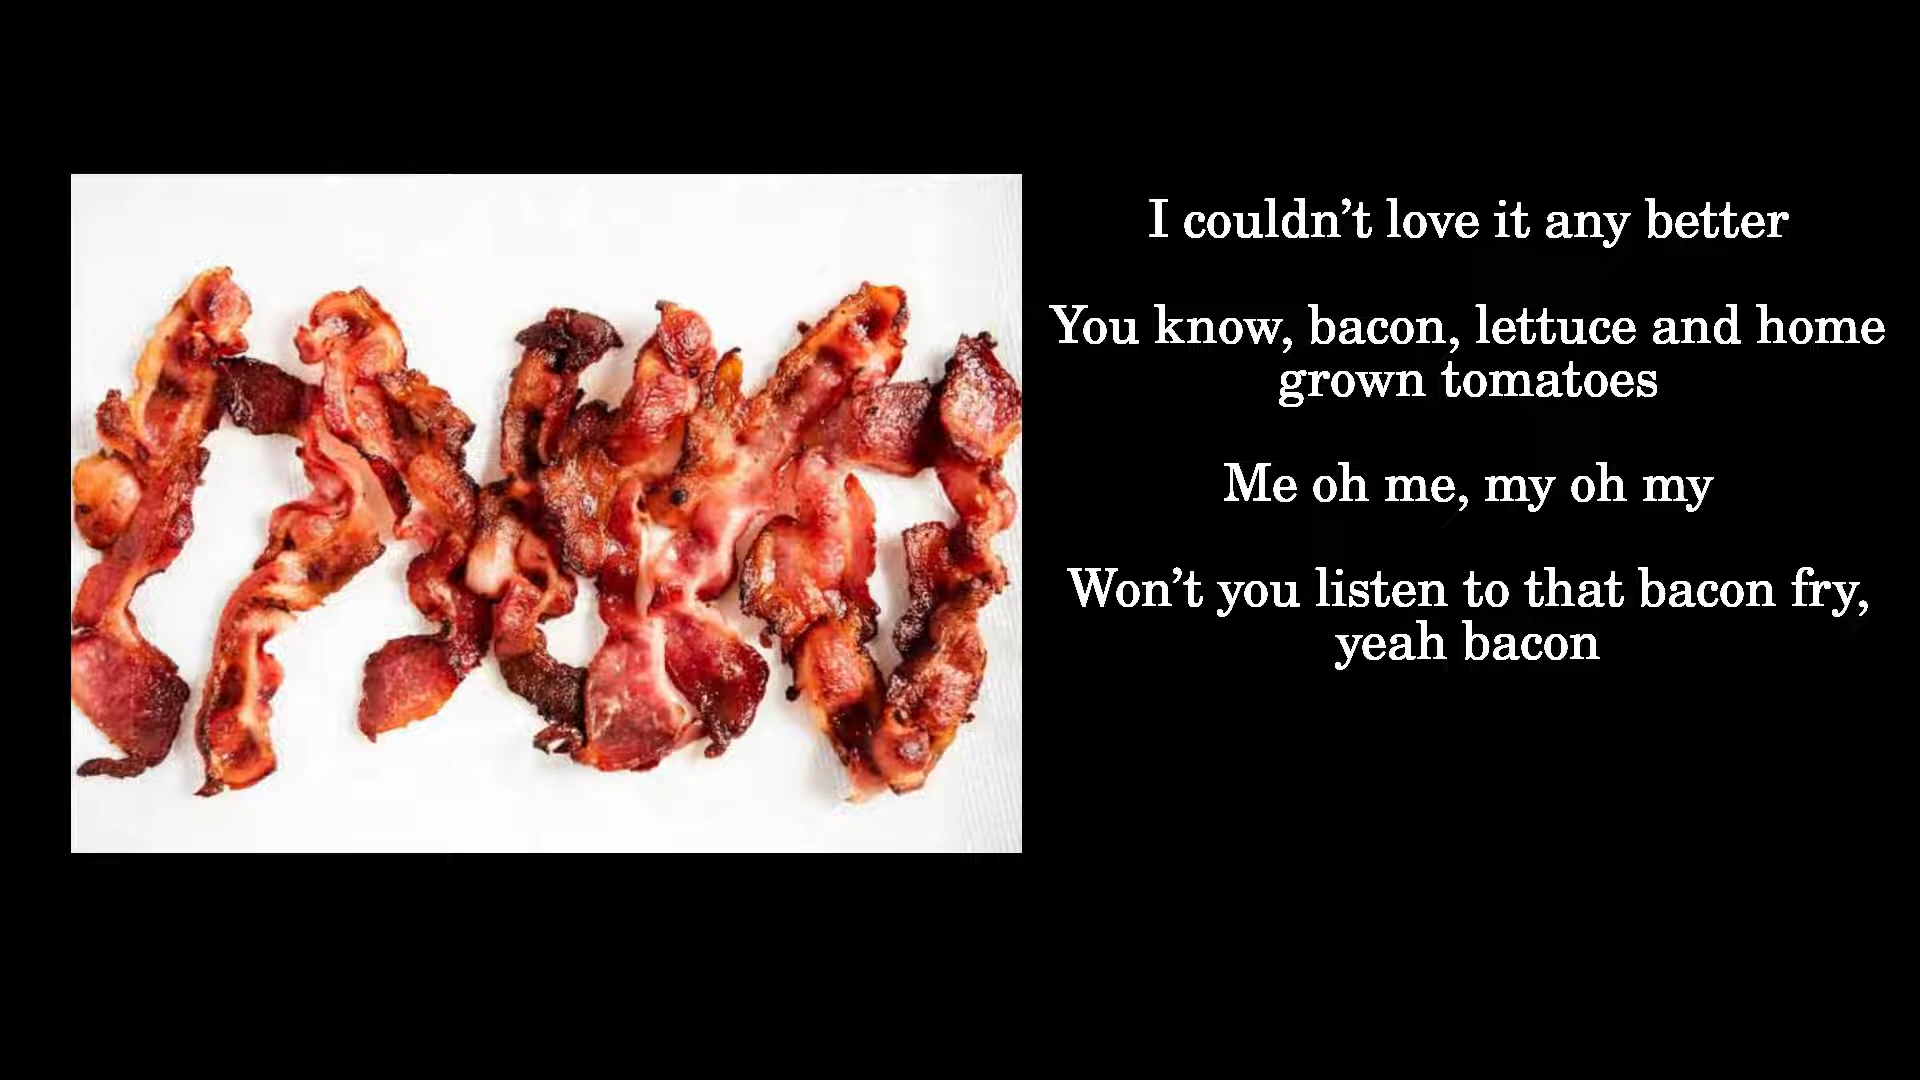 I couldn’t love it any better
You know, bacon, lettuce and home
grown tomatoes
Me oh me, my oh my
Won’t you listen to that bacon fry,
yeah bacon